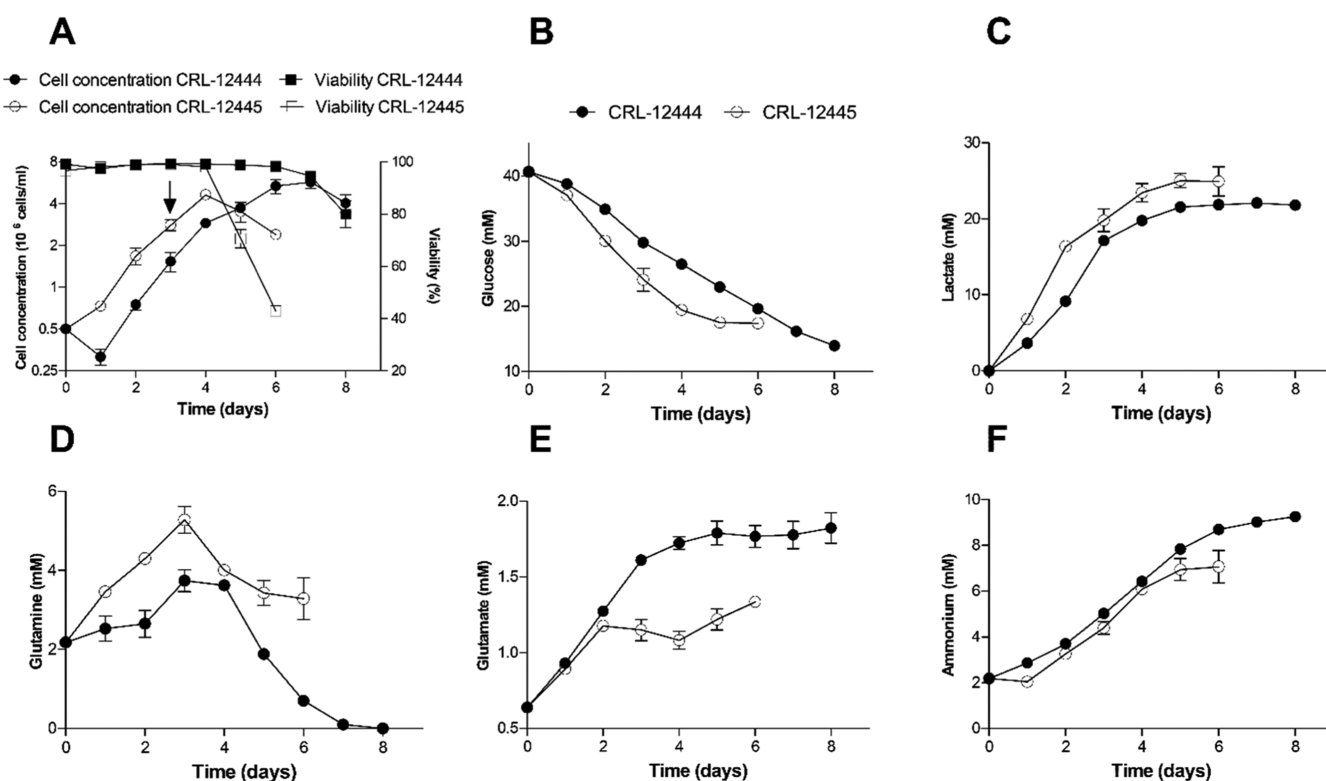 A
Cell concentration CRL-12444
Viability CRL-12444
Cell concentration CRL-12445
Viability CRL-12445
Cell concentration (10 6 cells/ml)
8
4
2
1
0.5
0.25
100
80
60
40
20
Viability (%)
0 2 4 6 8
Time (days)
B
CRL-12444 CRL-12445
Glucose (mM)
40
30
20
10
0 2 4 6 8
Time (days)
C
Lactate (mM)
30
20
10
0
0 2 4 6 8
Time (days)
D
Glutamine (mM)
6
4
2
0
0 2 4 6 8
Time (days)
E
Glutamate (mM)
2.0
1.5
1.0
0.5
0 2 4 6 8
Time (days)
F
Ammonium (mM)
10
8
6
4
2
0
0 2 4 6 8
Time (days)